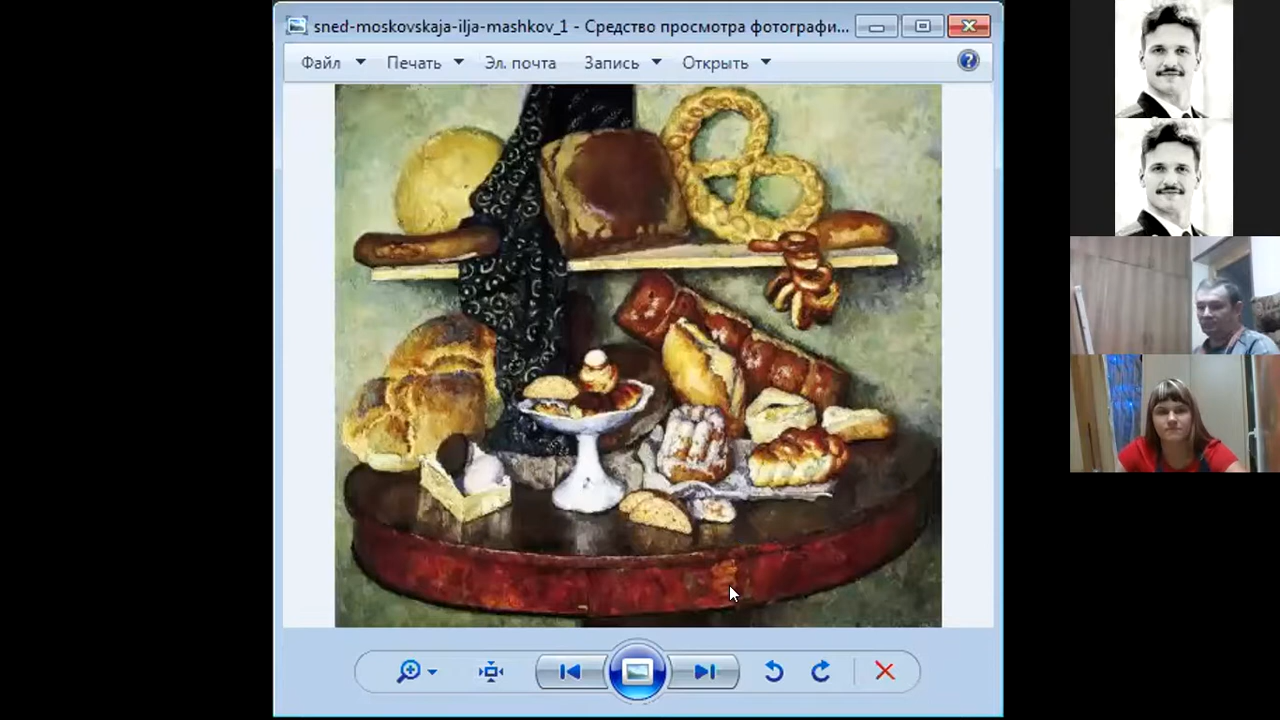 sned-moskovskaja-ilja-mashkov_1 - Средство просмотра фотографи...
Файл Печать Эл. почта Запись Открыть